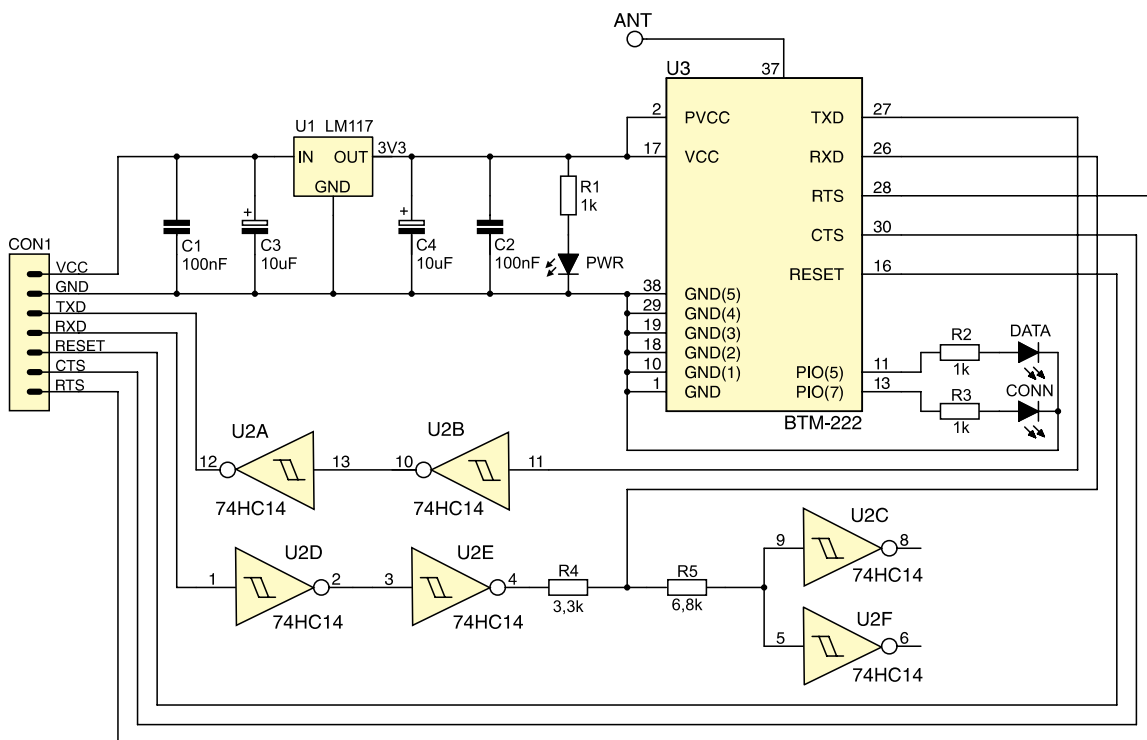 ANT
U3
37
2 PVCC TXD 27
U1 LM117
IN OUT 3V3
GND
17 VCC RXD 26
R1
1k
RTS 28
C1
100nF
C3
10uF
C4
10uF
C2
100nF
PWR
CTS 30
RESET 16
CON1
VCC
GND
TXD
RXD
RESET
CTS
RTS
38 GND(5)
29 GND(4)
19 GND(3)
18 GND(2)
10 GND(1)
1 GND
PIO(5) 11
PIO(7) 13
BTM-222
R2
1k
DATA
R3
1k
CONN
U2A
12 13
74HC14
U2B
10 11
74HC14
U2D
1 2
74HC14
U2E
3 4
74HC14
R4
3,3k
R5
6,8k
U2C
9 8
74HC14
U2F
5 6
74HC14